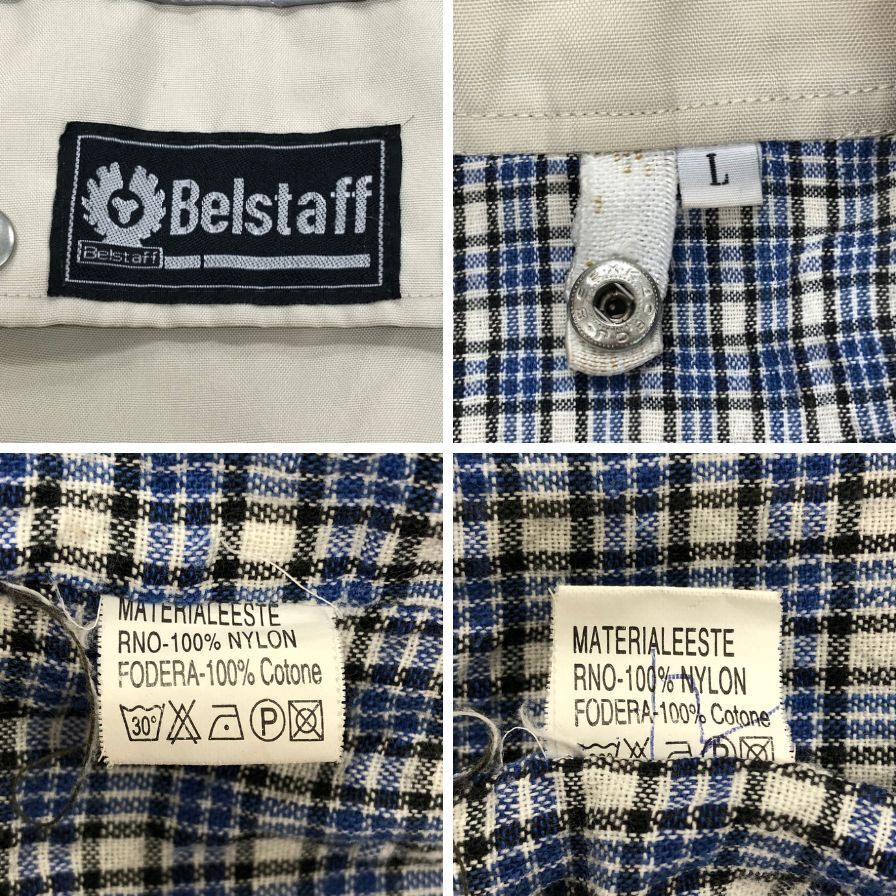 Belstaff
Belstaff
L
MATERIALEESTE
RNO-100% NYLON
FODERA-100% Cotone
30° P
MATERIALEESTE
RNO-100% NYLON
FODERA-100% Cotone
P